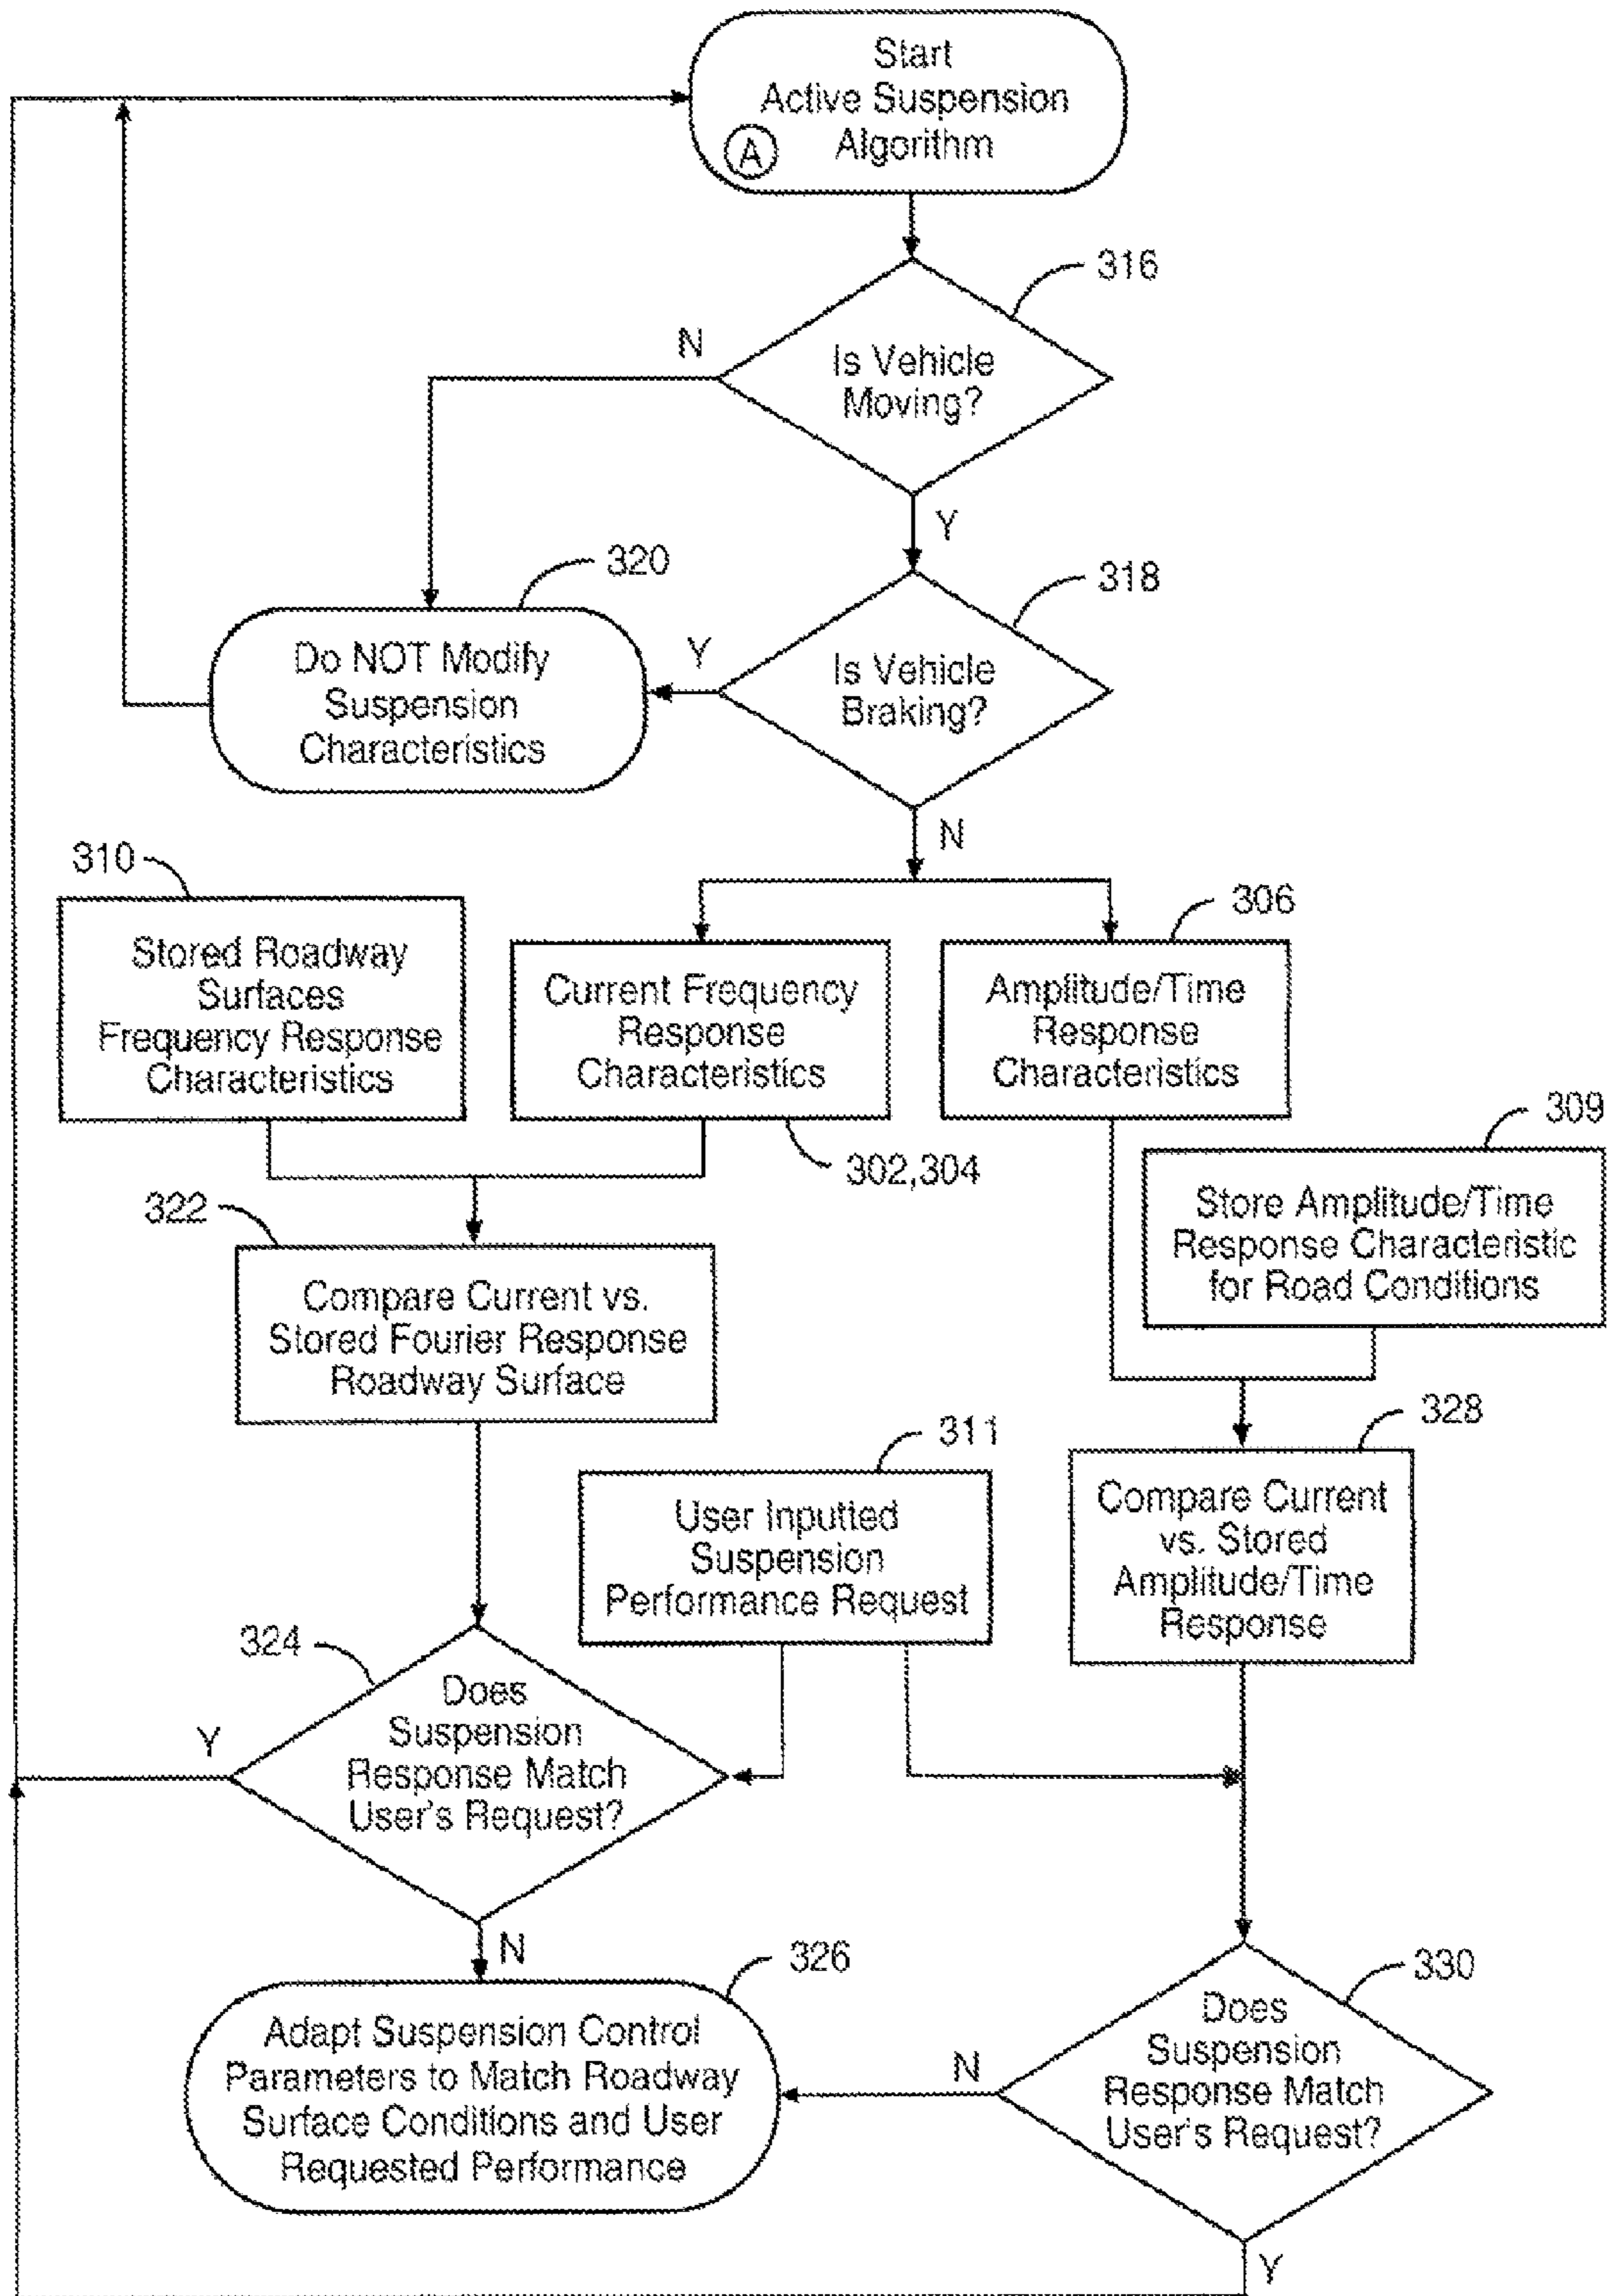 Start
Active Suspension
Algorithm
A
316
N
Is Vehicle
Moving?
Y
320
318
Do NOT Modify
Suspension
Characteristics
Y
Is Vehicle
Braking?
N
310
306
Stored Roadway
Surfaces
Frequency Response
Characteristics
Current Frequency
Response
Characteristics
Amplitude/Time
Response
Characteristics
302,304
309
322
Store Amplitude/Time
Response Characteristic
for Road Conditions
Compare Current vs.
Stored Fourier Response
Roadway Surface
311
328
User Inputted
Suspension
Performance Request
Compare Current
vs. Stored
Amplitude/Time
Response
324
Y
Does
Suspension
Response Match
User's Request?
N
326
330
Adapt Suspension Control
Parameters to Match Roadway
Surface Conditions and User
Requested Performance
N
Does
Suspension
Response Match
User's Request?
Y